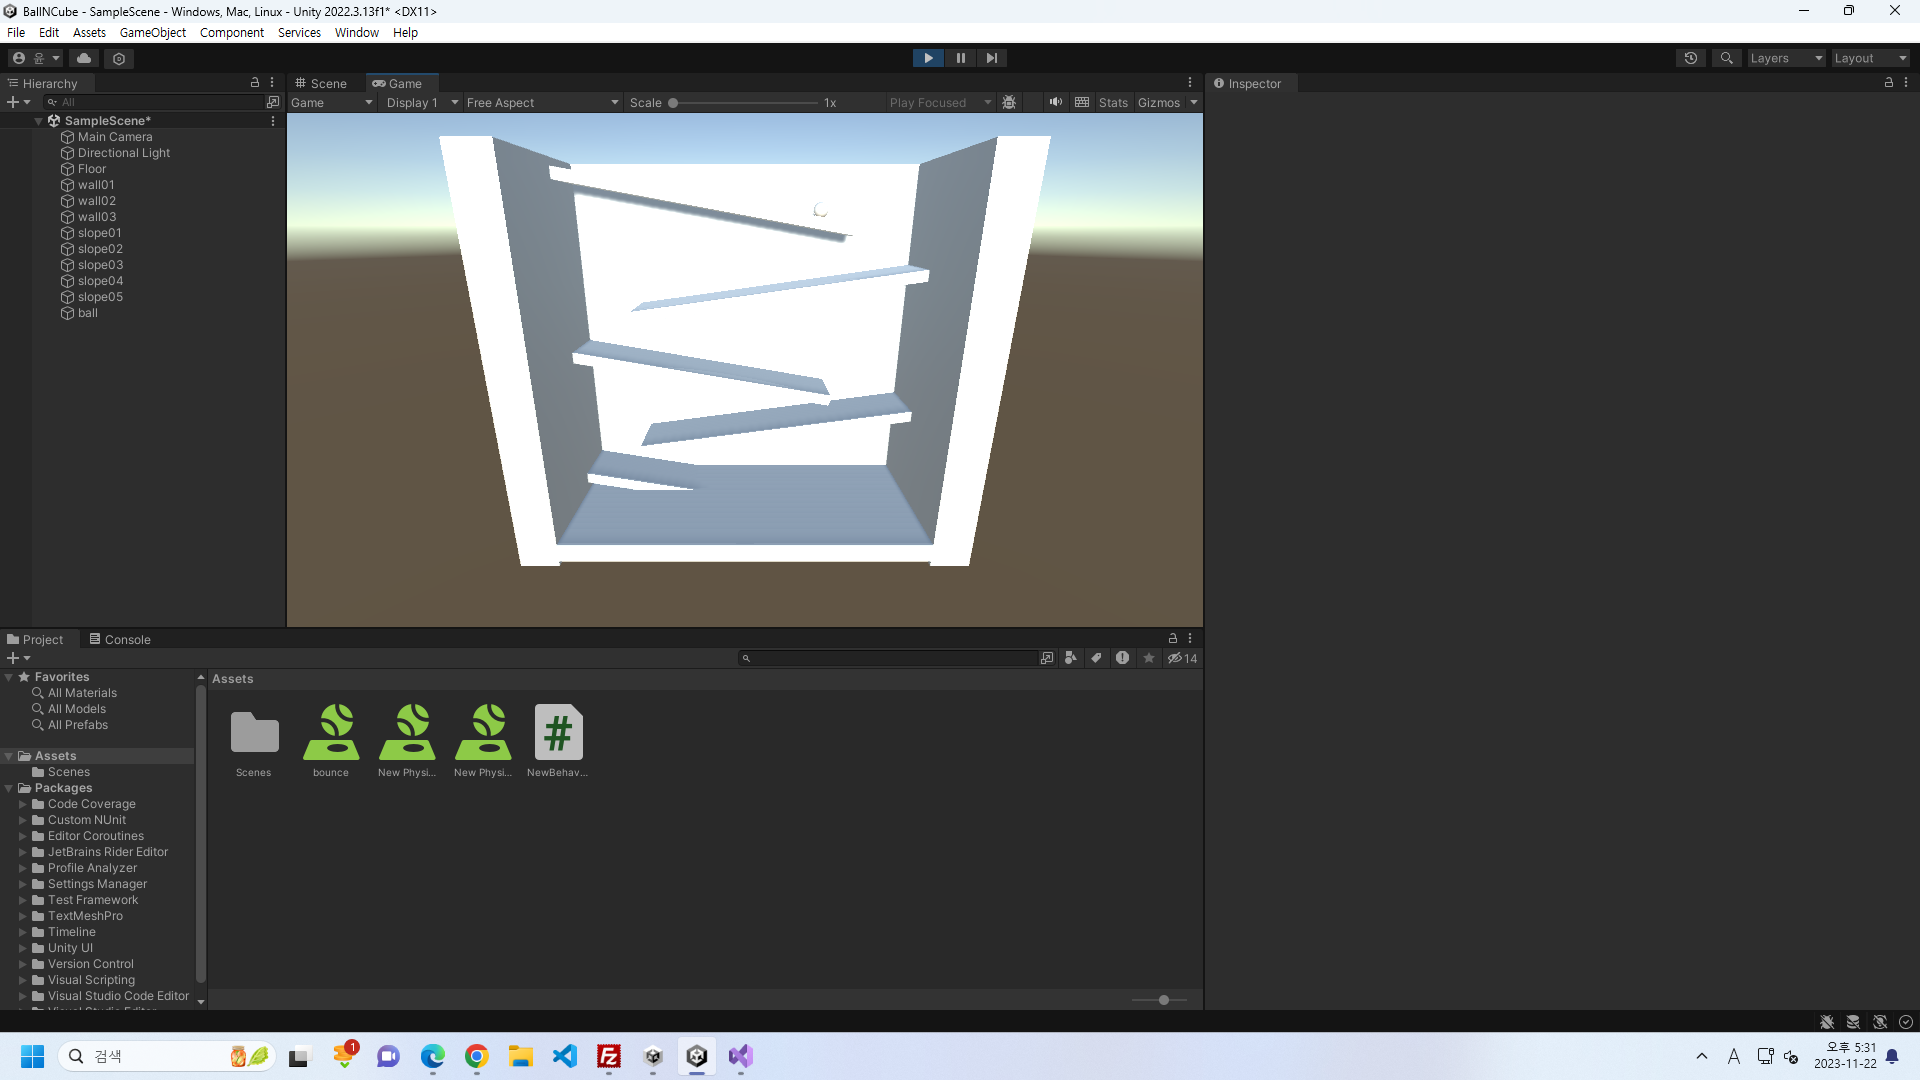 BallNCube - SampleScene - Windows, Mac, Linux - Unity 2022.3.13f1* <DX11>
File Edit Assets GameObject Component Services Window Help
윤 Layers Layout
Hierarchy
All
SampleScene*
Main Camera
Directional Light
Floor
wall01
wall02
wall03
slope01
slope02
slope03
slope04
slope05
ball
Scene Game
Game Display 1 Free Aspect Scale 1x Play Focused Stats Gizmos
Inspector
Project Console
14
Favorites
All Materials
All Models
All Prefabs
Assets
Scenes
Packages
Code Coverage
Custom NUnit
Editor Coroutines
JetBrains Rider Editor
Profile Analyzer
Settings Manager
Test Framework
TextMeshPro
Timeline
Unity UI
Version Control
Visual Scripting
Visual Studio Code Editor
Assets
Scenes bounce New Physi... New Physi... NewBehav...
검색 1 A 오후 5:31
2023-11-22